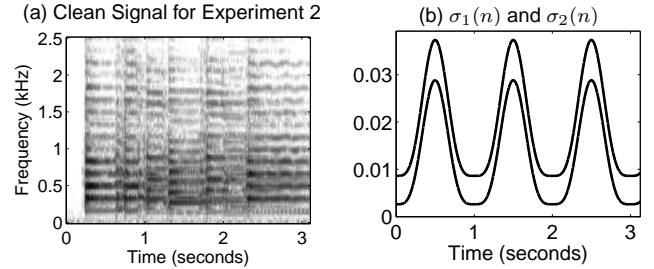 (a) Clean Signal for Experiment 2
2.5
2
1.5
1
0.5
0
Frequency (kHz)
0 1 2 3
Time (seconds)
(b) σ₁(n) and σ₂(n)
0.03
0.02
0.01
0
0 1 2 3
Time (seconds)